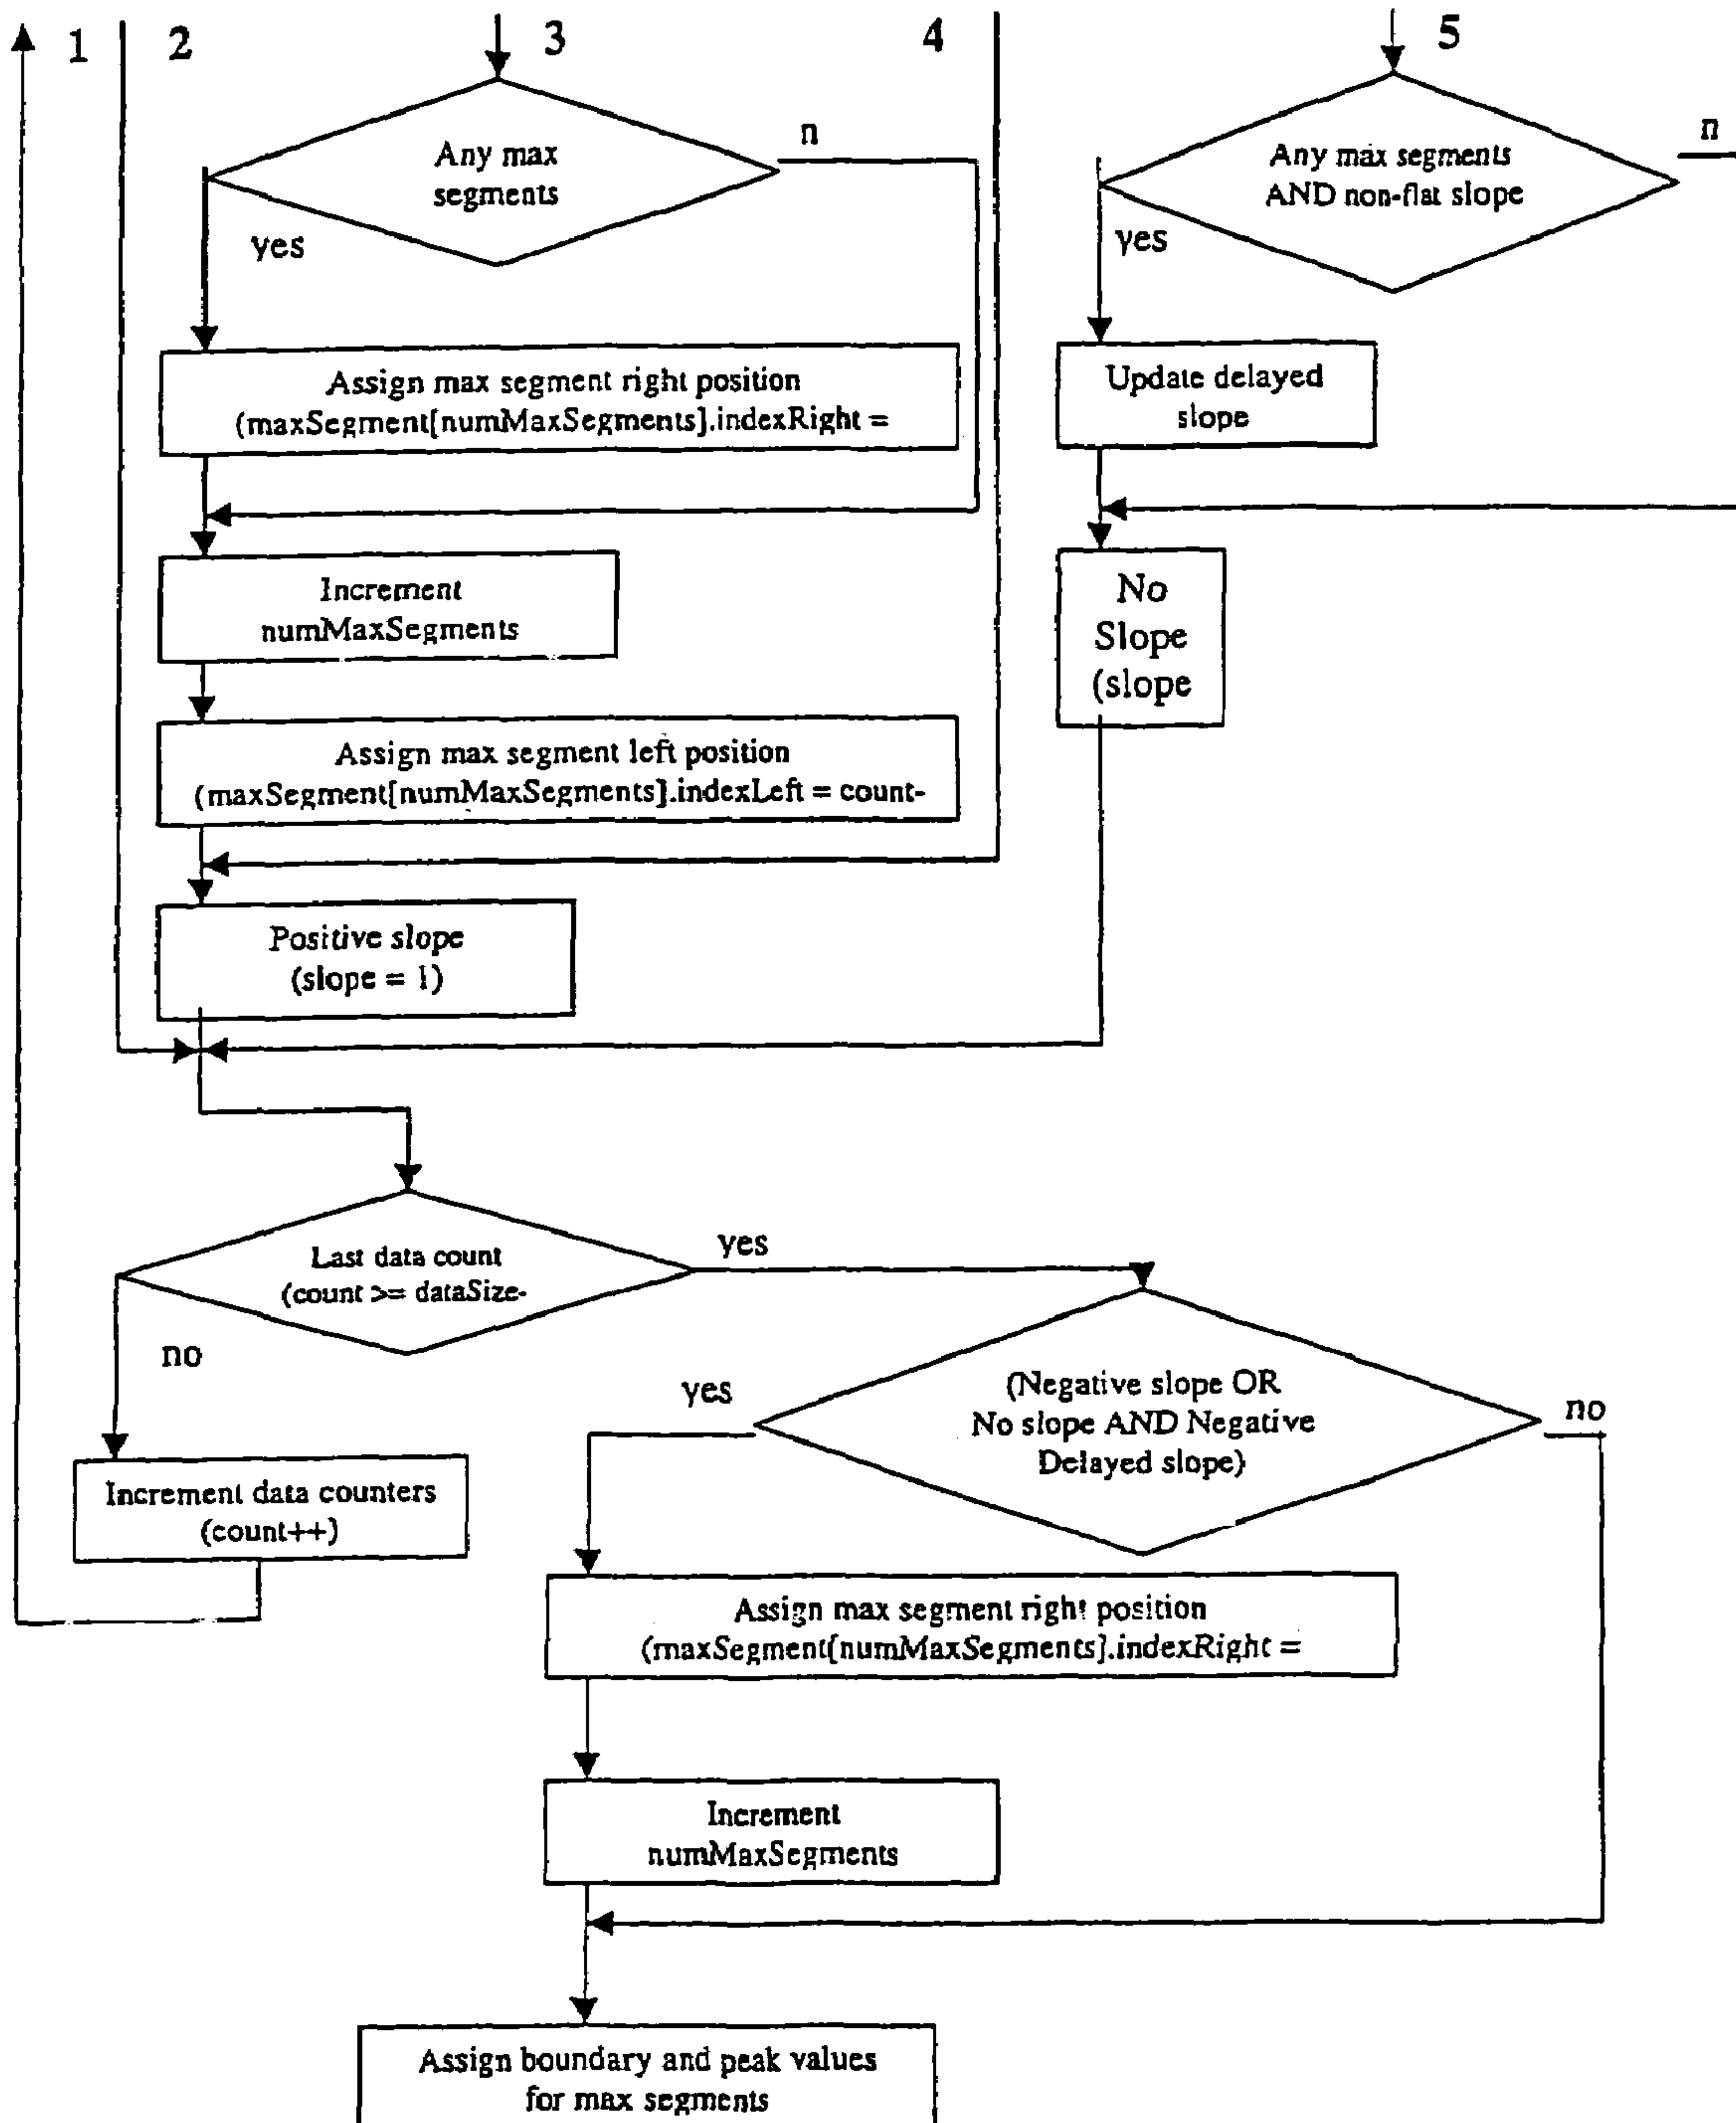 1
2
3
4
5
Any max
segments
n
yes
Any max segments
AND non-flat slope
n
yes
Assign max segment right position
(maxSegment[numMaxSegments].indexRight =
Update delayed
slope
Increment
numMaxSegments
No
Slope
(slope
Assign max segment left position
(maxSegment[numMaxSegments].indexLeft = count-
Positive slope
(slope = 1)
Last data count
(count >= dataSize-
yes
no
(Negative slope OR
No slope AND Negative
Delayed slope)
yes
no
Increment data counters
(count++)
Assign max segment right position
(maxSegment[numMaxSegments].indexRight =
Increment
numMaxSegments
Assign boundary and peak values
for max segments